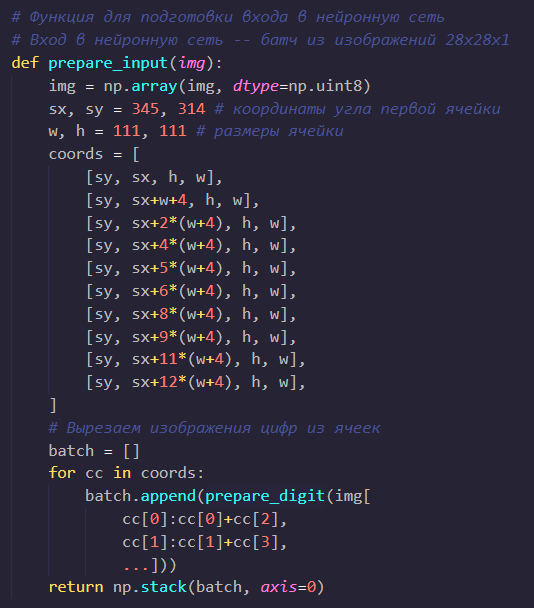 # Функция для подготовки входа в нейронную сеть
# Вход в нейронную сеть -- батч из изображений 28x28x1
def prepare_input(img):
    img = np.array(img, dtype=np.uint8)
    sx, sy = 345, 314 # координаты угла первой ячейки
    w, h = 111, 111 # размеры ячейки
    coords = [
        [sy, sx, h, w],
        [sy, sx+w+4, h, w],
        [sy, sx+2*(w+4), h, w],
        [sy, sx+4*(w+4), h, w],
        [sy, sx+5*(w+4), h, w],
        [sy, sx+6*(w+4), h, w],
        [sy, sx+8*(w+4), h, w],
        [sy, sx+9*(w+4), h, w],
        [sy, sx+11*(w+4), h, w],
        [sy, sx+12*(w+4), h, w],
    ]
    # Вырезаем изображения цифр из ячеек
    batch = []
    for cc in coords:
        batch.append(prepare_digit(img[
            cc[0]:cc[0]+cc[2],
            cc[1]:cc[1]+cc[3],
            ...]))
    return np.stack(batch, axis=0)